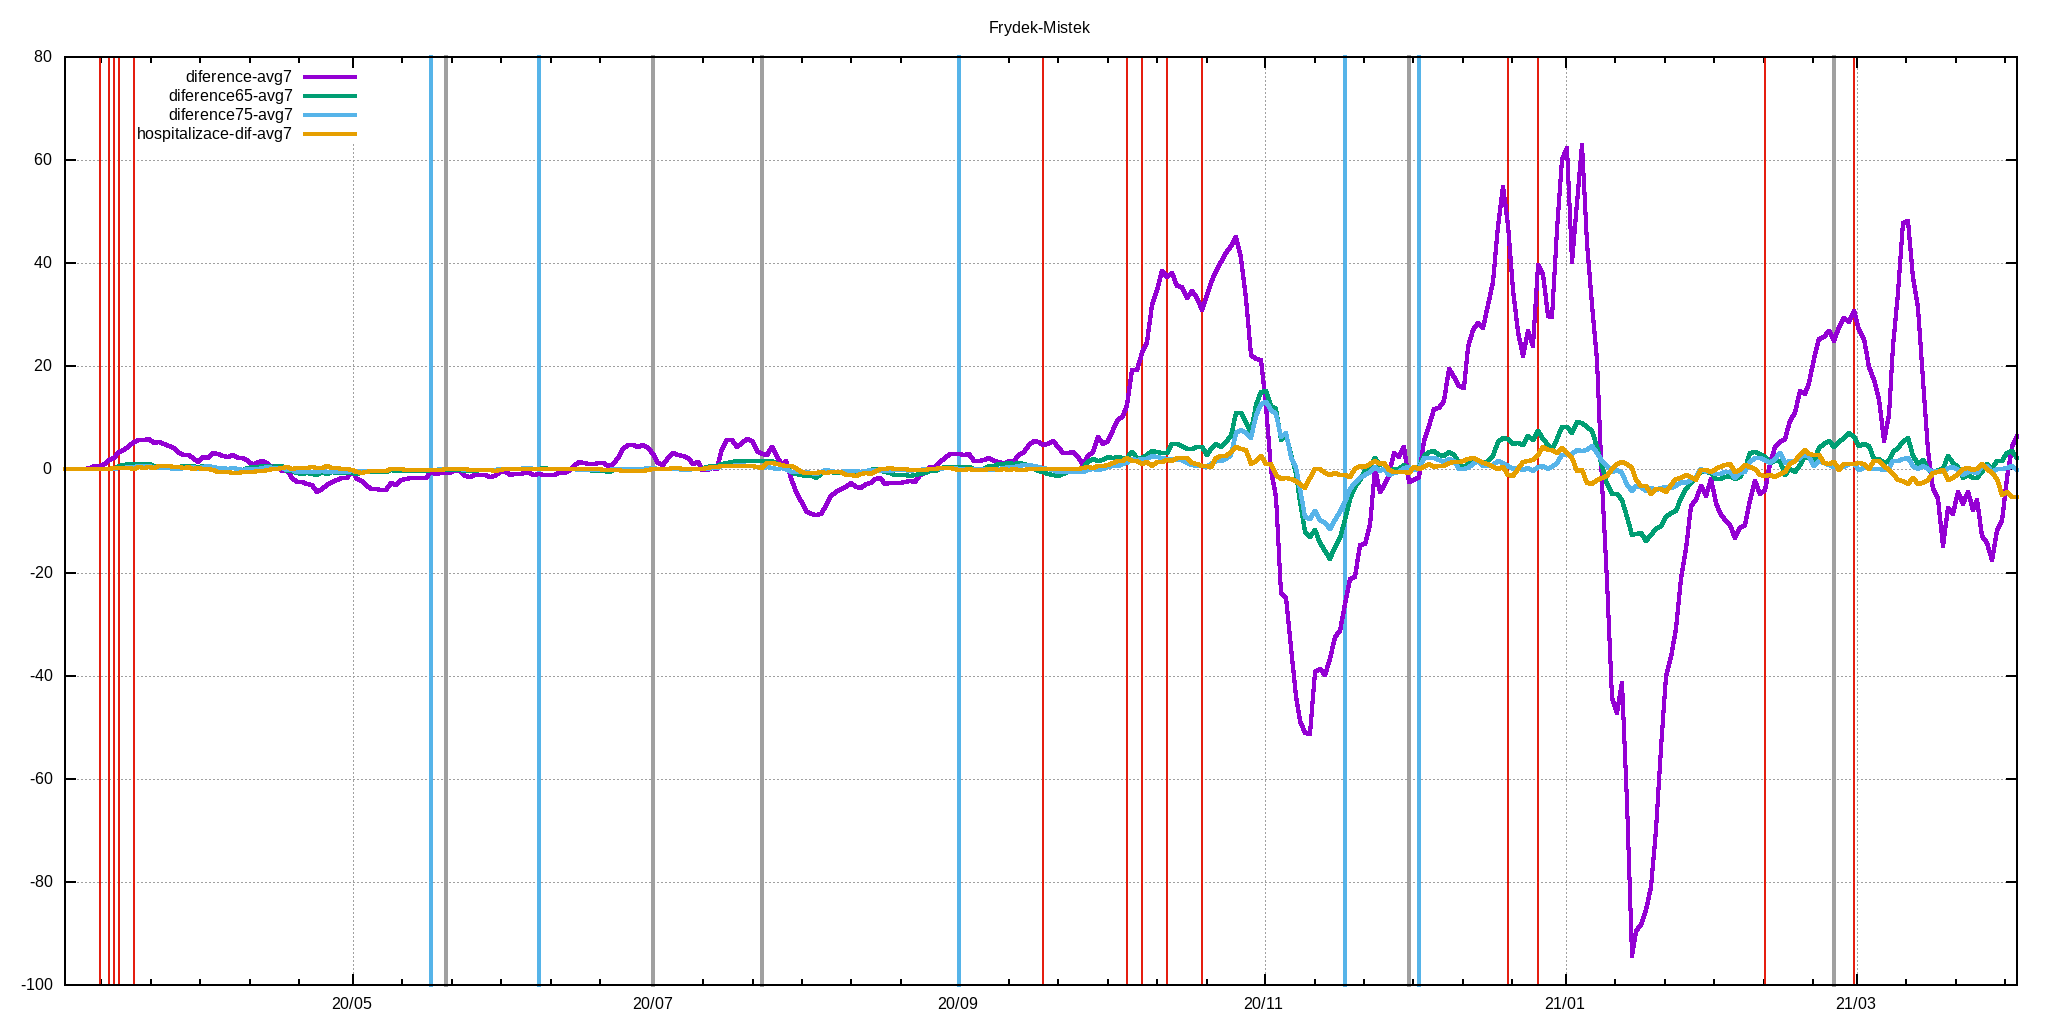 Frydek-Mistek
80
diference-avg7
diference65-avg7
diference75-avg7
hospitalizace-dif-avg7
60
40
20
0
-20
-40
-60
-80
-100
20/05 20/07 20/09 20/11 21/01 21/03